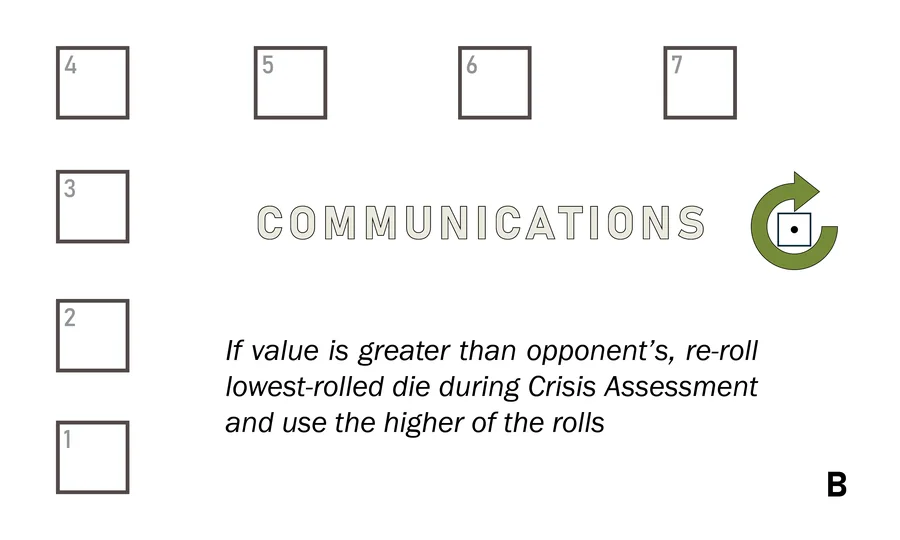 4
5
6
7
3
COMMUNICATIONS
2
If value is greater than opponent’s, re-roll
lowest-rolled die during Crisis Assessment
and use the higher of the rolls
1
B